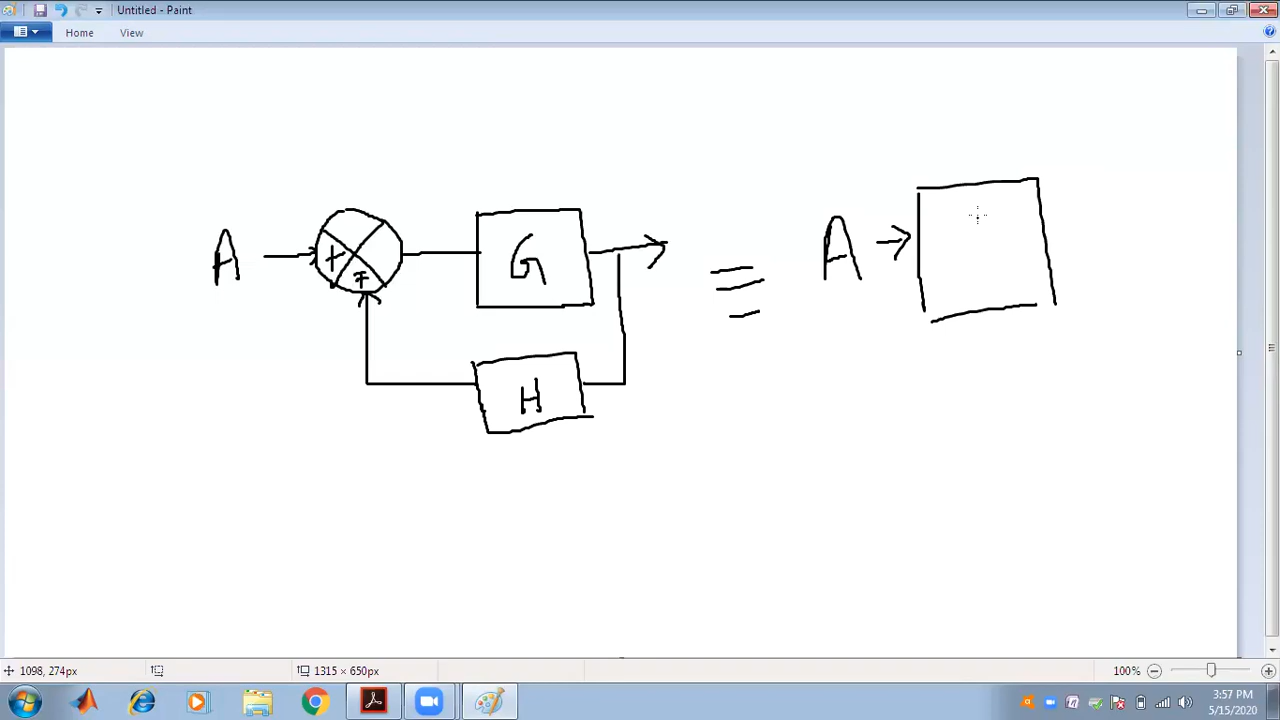 Untitled - Paint
Home View
A + ∓ G ≡ A
H
1098, 274px 1315 × 650px 100%
3:57 PM
5/15/2020